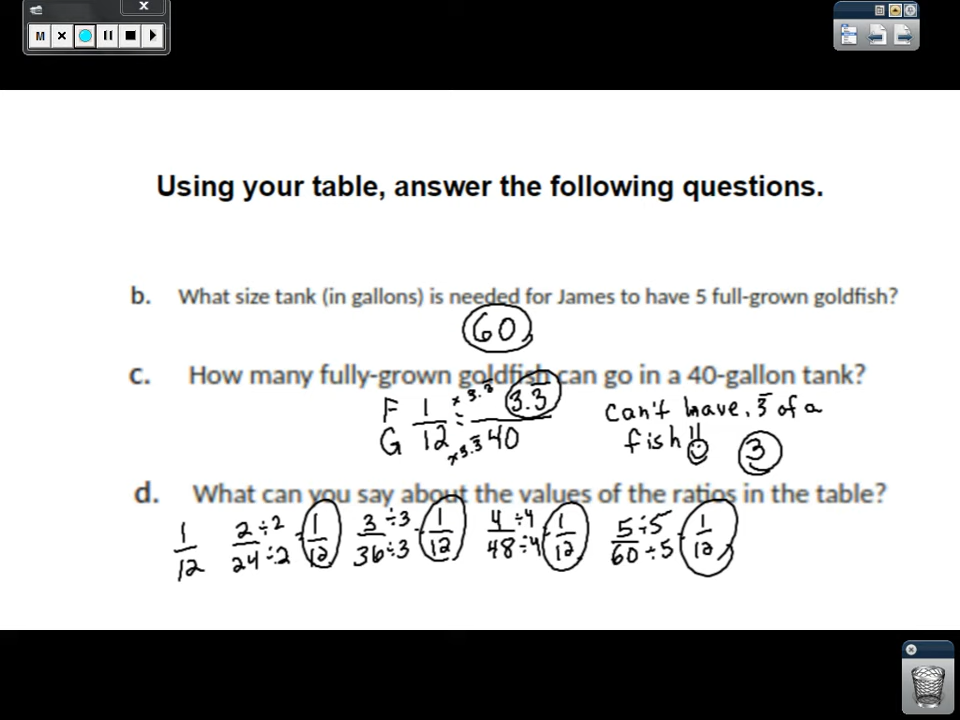 M
Using your table, answer the following questions.
b. What size tank (in gallons) is needed for James to have 5 full-grown goldfish?
60
c. How many fully-grown goldfish can go in a 40-gallon tank?
F 1 × 3.3̅ = 3.3̅
G 12 × 3.3̅ 40
can't have .3̅ of a
fish!! 3
d. What can you say about the values of the ratios in the table?
1 2 ÷2 = 1 3 ÷3 = 1 4 ÷4 = 1 5 ÷5 = 1
12 24 ÷2 12 36 ÷3 12 48 ÷4 12 60 ÷5 12